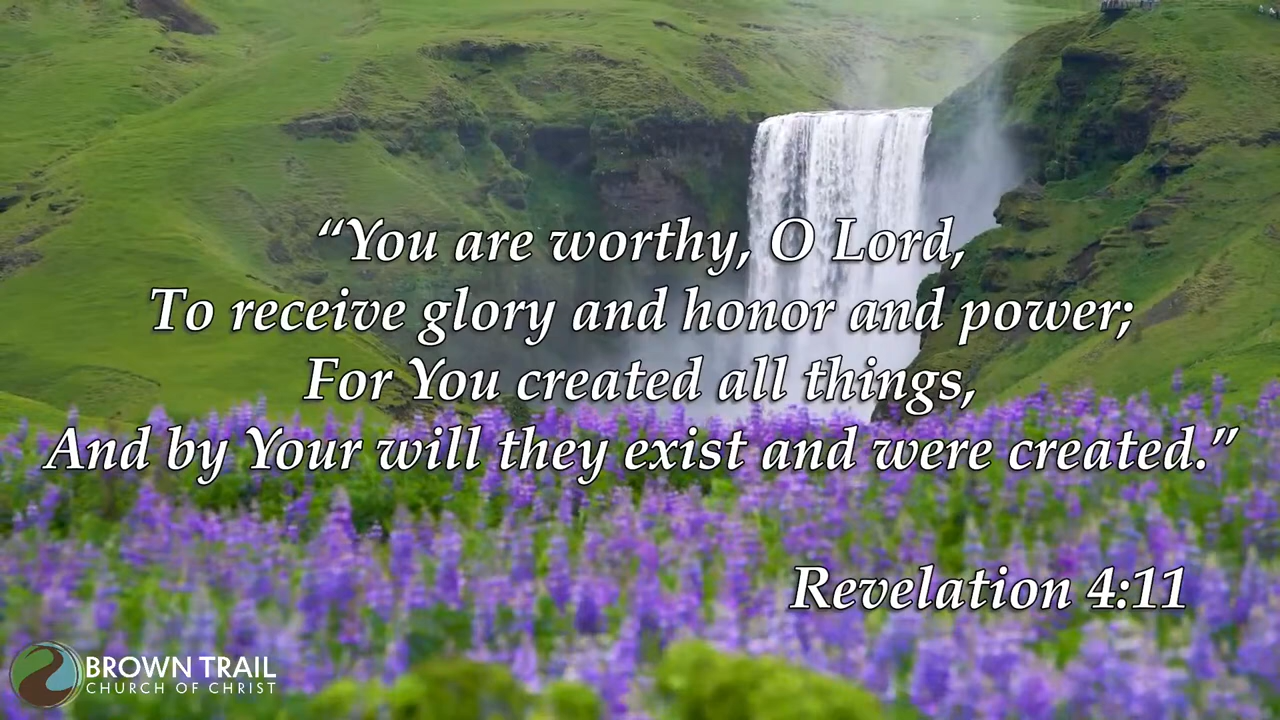 “You are worthy, O Lord,
To receive glory and honor and power;
For You created all things,
And by Your will they exist and were created.”
Revelation 4:11
BROWN TRAIL
CHURCH OF CHRIST